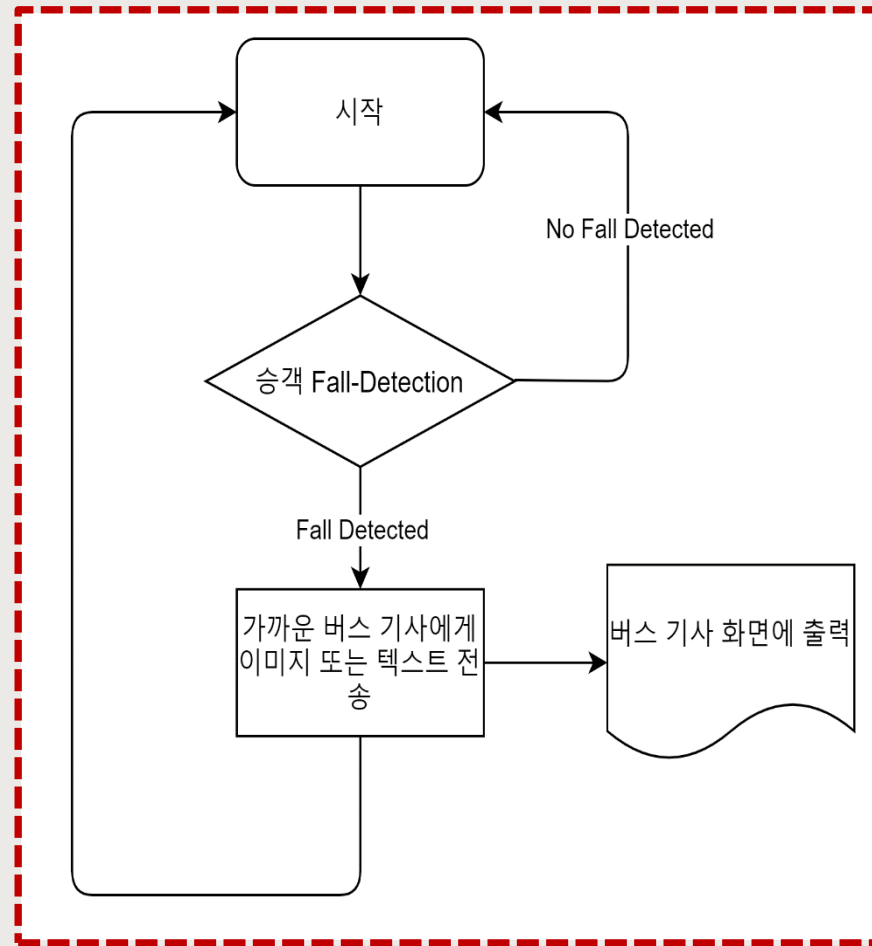 시작
No Fall Detected
승객 Fall-Detection
Fall Detected
가까운 버스 기사에게
이미지 또는 텍스트 전
송
버스 기사 화면에 출력